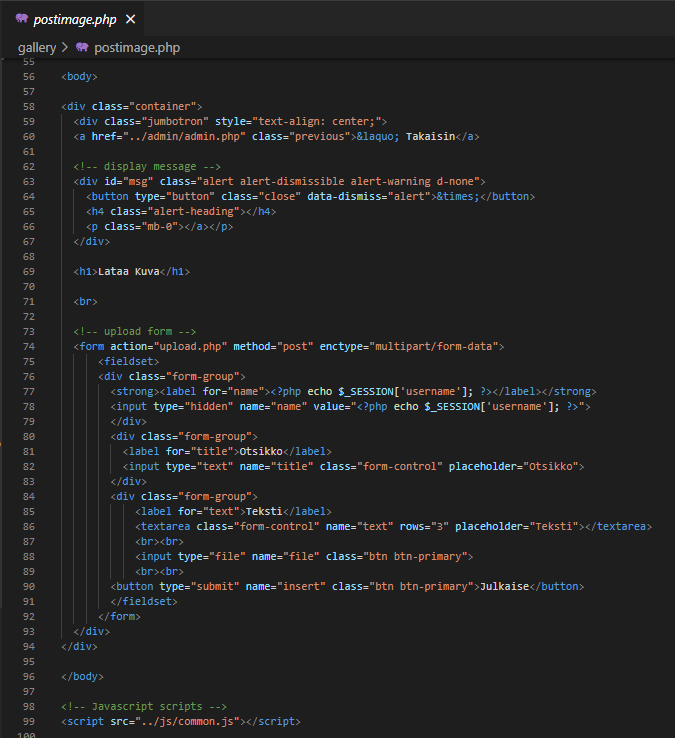 postimage.php ×
gallery > postimage.php
55
56 <body>
57
58 <div class="container">
59 <div class="jumbotron" style="text-align: center;">
60 <a href="../admin/admin.php" class="previous">&laquo; Takaisin</a>
61
62 <!-- display message -->
63 <div id="msg" class="alert alert-dismissible alert-warning d-none">
64 <button type="button" class="close" data-dismiss="alert">&times;</button>
65 <h4 class="alert-heading"></h4>
66 <p class="mb-0"></a></p>
67 </div>
68
69 <h1>Lataa Kuva</h1>
70
71 <br>
72
73 <!-- upload form -->
74 <form action="upload.php" method="post" enctype="multipart/form-data">
75 <fieldset>
76 <div class="form-group">
77 <strong><label for="name"><?php echo $_SESSION['username']; ?></label></strong>
78 <input type="hidden" name="name" value="<?php echo $_SESSION['username']; ?>">
79 </div>
80 <div class="form-group">
81 <label for="title">Otsikko</label>
82 <input type="text" name="title" class="form-control" placeholder="Otsikko">
83 </div>
84 <div class="form-group">
85 <label for="text">Teksti</label>
86 <textarea class="form-control" name="text" rows="3" placeholder="Teksti"></textarea>
87 <br><br>
88 <input type="file" name="file" class="btn btn-primary">
89 <br><br>
90 <button type="submit" name="insert" class="btn btn-primary">Julkaise</button>
91 </fieldset>
92 </form>
93 </div>
94 </div>
95
96 </body>
97
98 <!-- Javascript scripts -->
99 <script src="../js/common.js"></script>
100